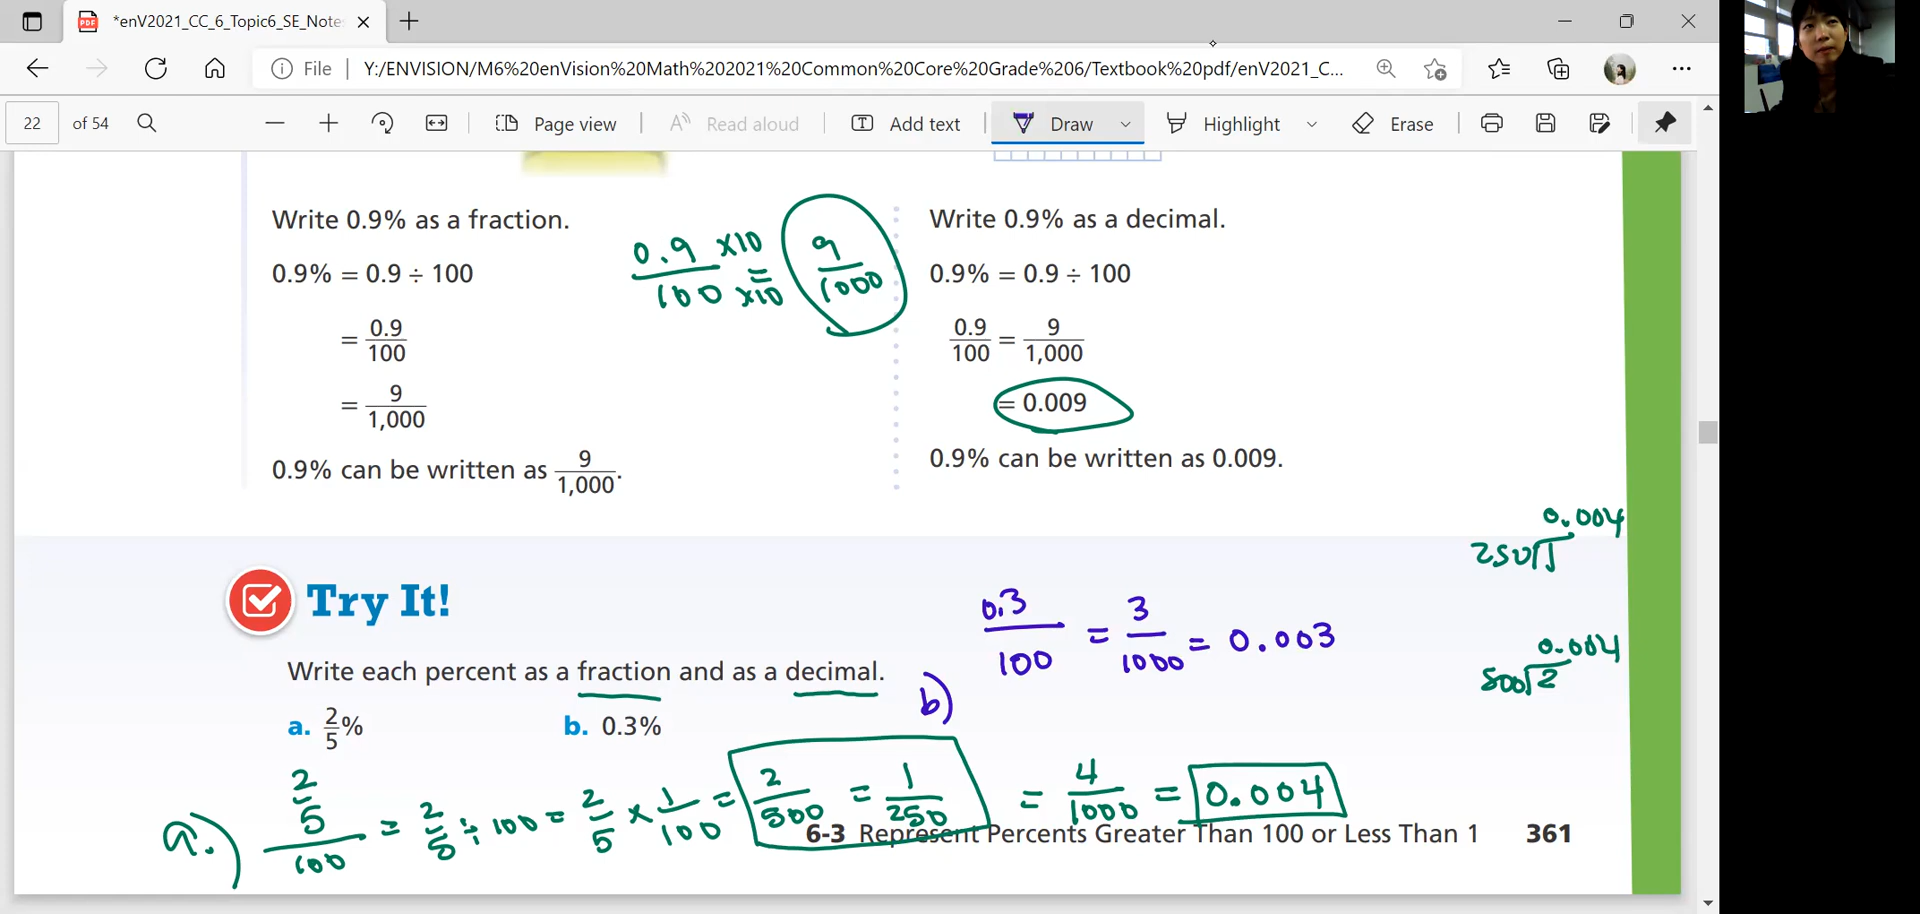 *enV2021_CC_6_Topic6_SE_Note
File | Y:/ENVISION/M6%20enVision%20Math%202021%20Common%20Core%20Grade%206/Textbook%20pdf/enV2021_C...
22 of 54 Page view Read aloud Add text Draw Highlight Erase
Write 0.9% as a fraction.
0.9% = 0.9 ÷ 100
= 0.9/100
= 9/1,000
0.9% can be written as 9/1,000.
0.9/100 ×10/×10 = 9/1000
Write 0.9% as a decimal.
0.9% = 0.9 ÷ 100
0.9/100 = 9/1,000
= 0.009
0.9% can be written as 0.009.
0.004
250√1
0.004
500√2
Try It!
Write each percent as a fraction and as a decimal.
a. 2/5% b. 0.3%
b) 0.3/100 = 3/1000 = 0.003
a.) 2/5/100 = 2/5 ÷ 100 = 2/5 × 1/100 = 2/500 = 1/250 = 4/1000 = 0.004
6-3 Represent Percents Greater Than 100 or Less Than 1 361